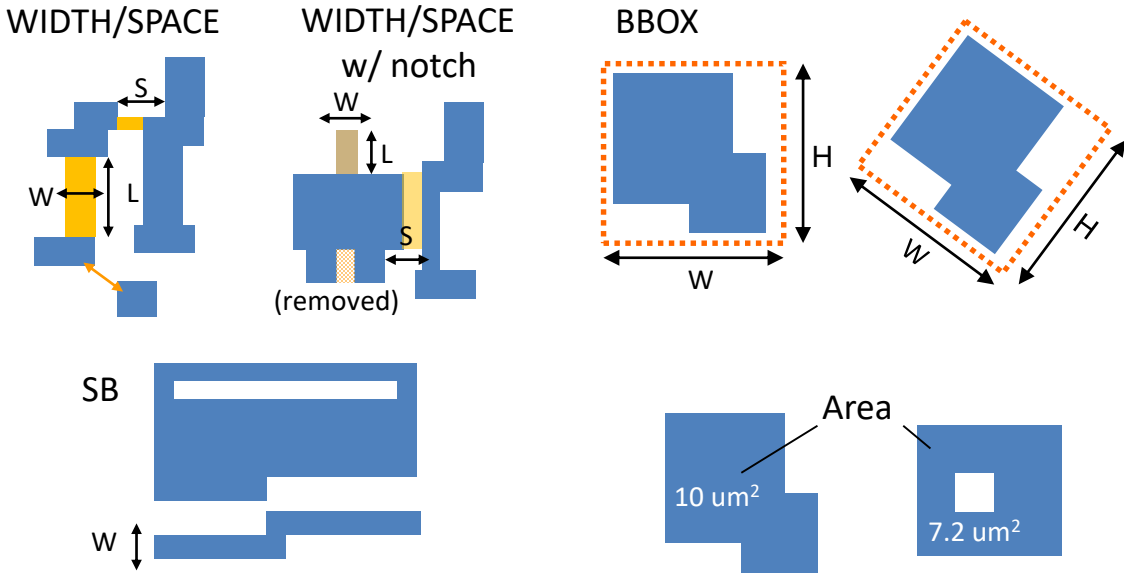 WIDTH/SPACE
S
W
L
WIDTH/SPACE
w/ notch
W
L
S
(removed)
BBOX
H
W
W
H
SB
W
Area
10 um²
7.2 um²